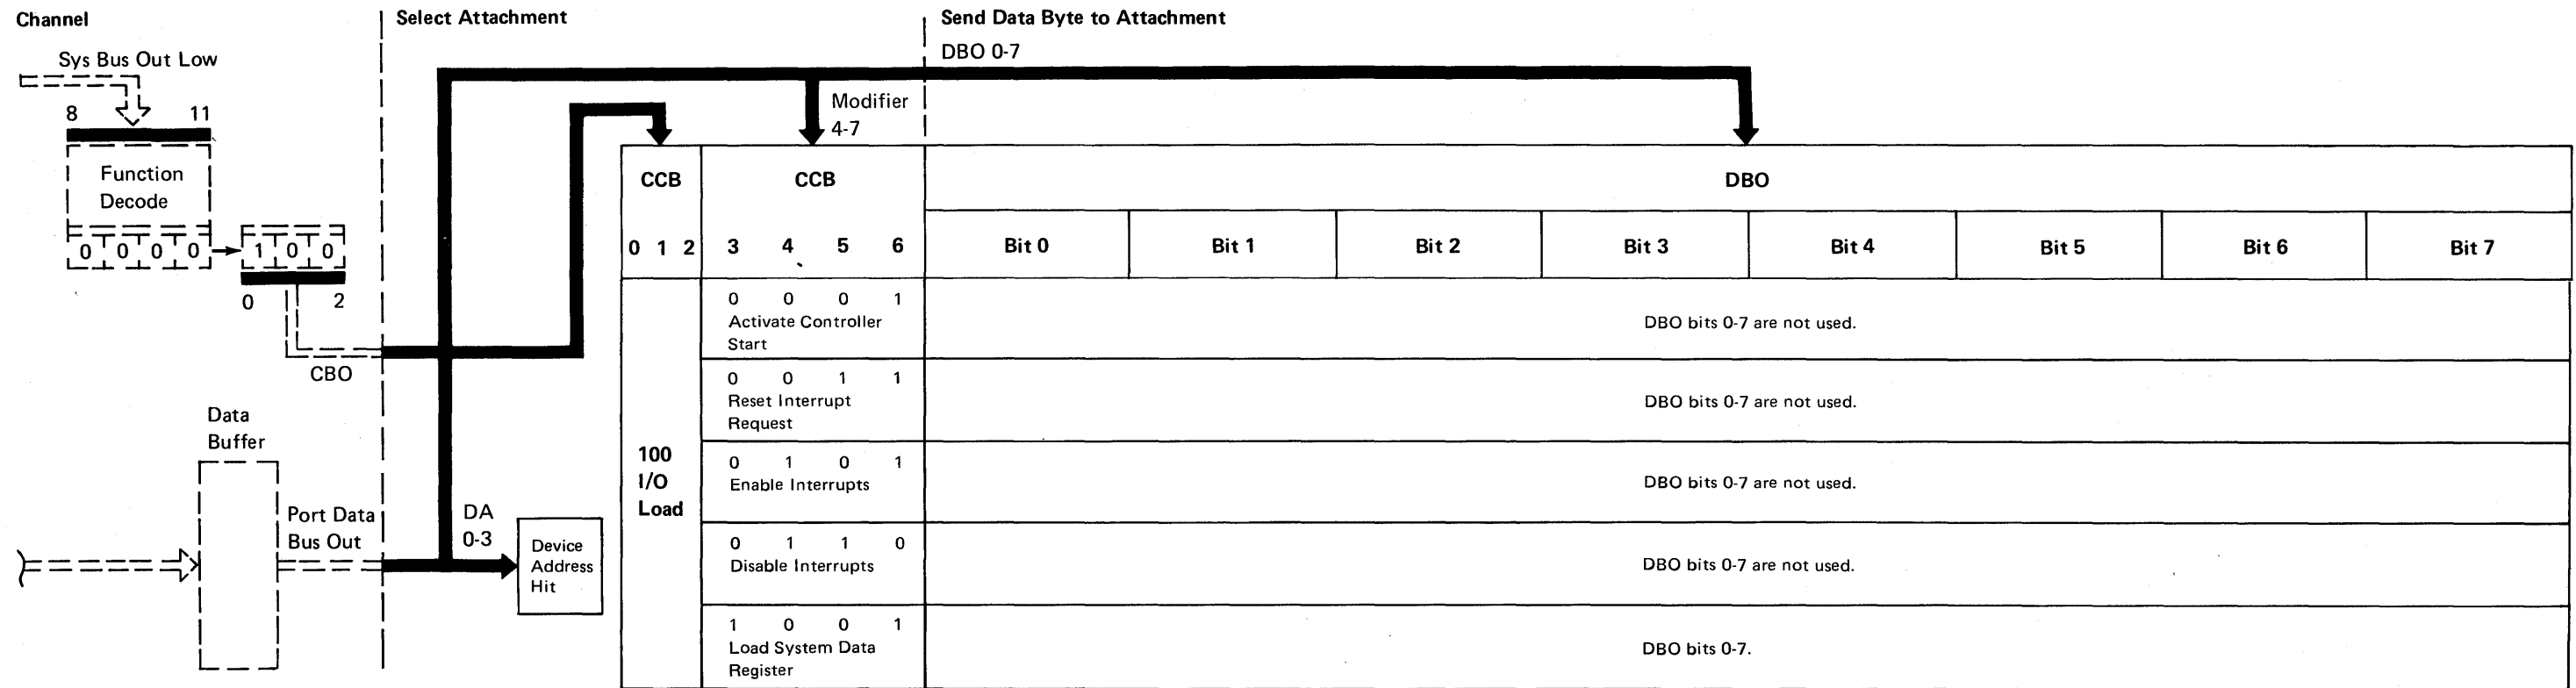 Channel
Select Attachment
Send Data Byte to Attachment
DBO 0-7
Sys Bus Out Low
8 11
Function
Decode
0 0 0 0
1 0 0
0 2
CBO
Data
Buffer
Port Data
Bus Out
DA
0-3
Device
Address
Hit
Modifier
4-7
CCB CCB DBO
0 1 2 3 4 5 6 Bit 0 Bit 1 Bit 2 Bit 3 Bit 4 Bit 5 Bit 6 Bit 7
100
I/O
Load
0 0 0 1
Activate Controller
Start
DBO bits 0-7 are not used.
0 0 1 1
Reset Interrupt
Request
DBO bits 0-7 are not used.
0 1 0 1
Enable Interrupts
DBO bits 0-7 are not used.
0 1 1 0
Disable Interrupts
DBO bits 0-7 are not used.
1 0 0 1
Load System Data
Register
DBO bits 0-7.